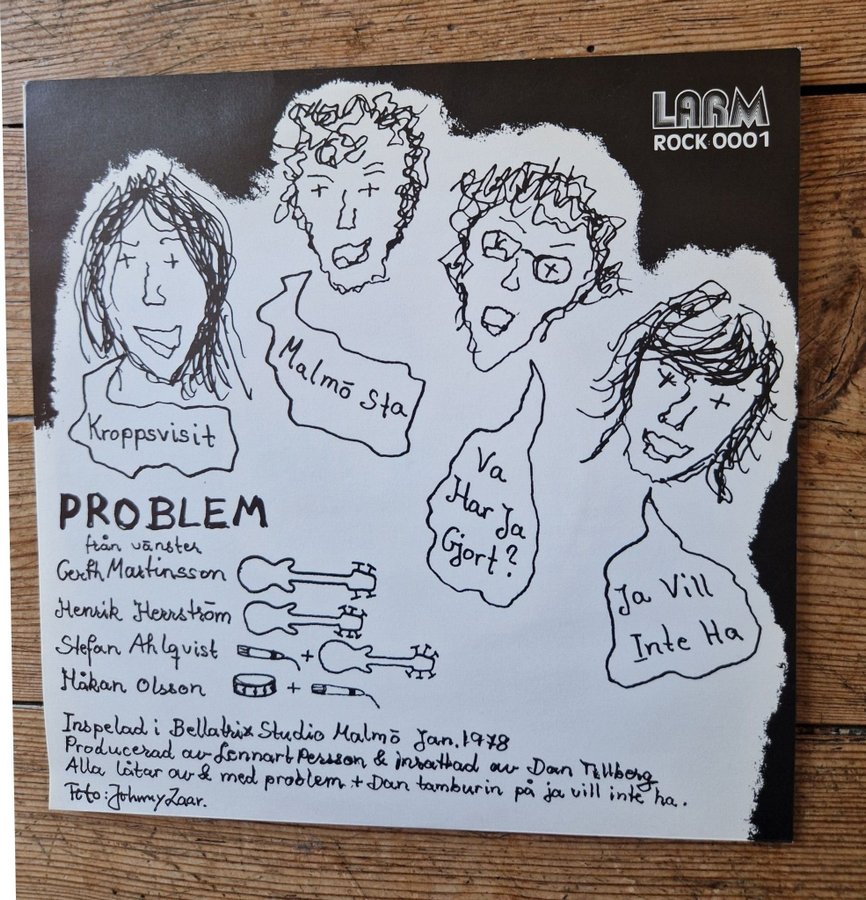 LARM
ROCK 0001
Kroppsvisit
Malmö Sta
Va
Har Ja
Gjort?
Ja Vill
Inte Ha
PROBLEM
från vänster
Gerth Martinsson
Henrik Herrström
Stefan Ahlqvist +
Håkan Olsson +
Inspelad i Bellatrix Studio Malmö Jan. 1978
Producerad av Lennart Persson & inrattad av Dan Tillberg
Alla låtar av & med problem + Dan tamburin på ja vill inte ha.
Foto: Johnny Zaar.